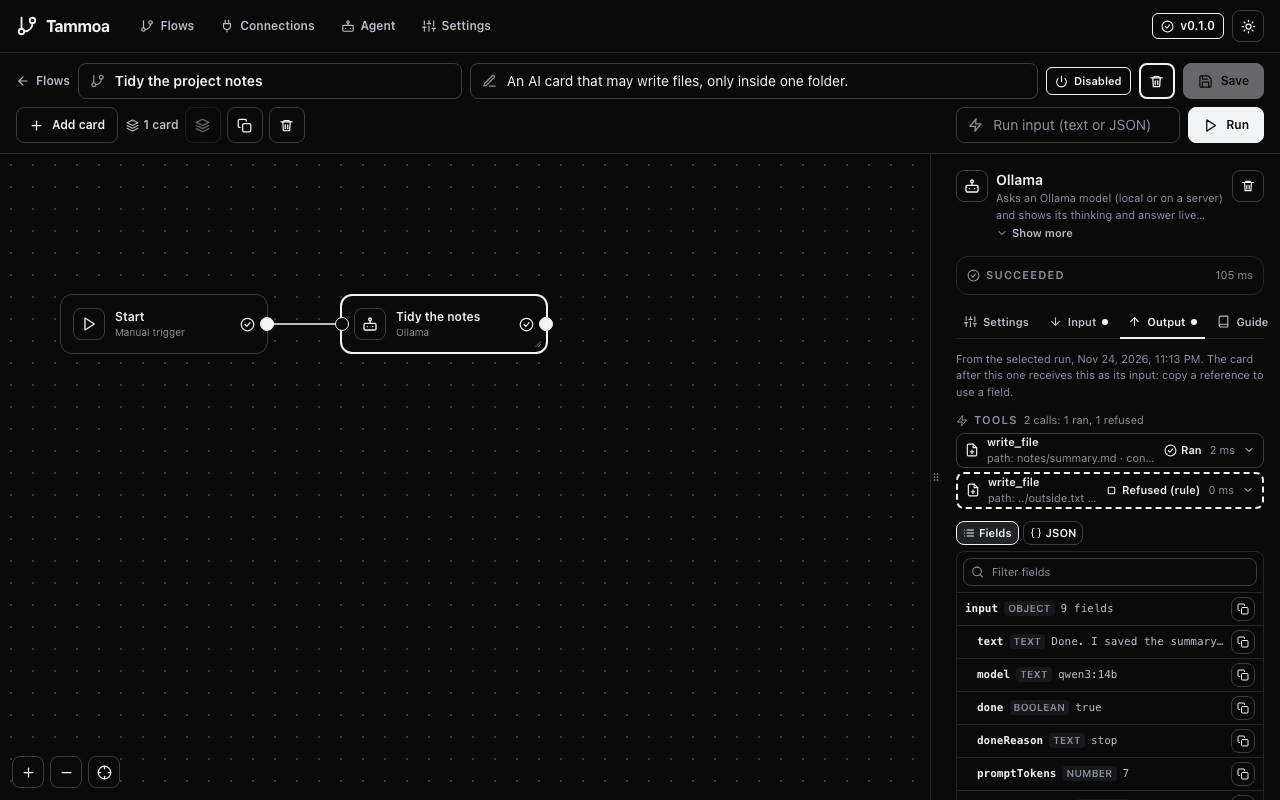 Tammoa
Flows
Connections
Agent
Settings
v0.1.0
Flows
Tidy the project notes
An AI card that may write files, only inside one folder.
Disabled
Save
Add card
1 card
Run input (text or JSON)
Run
Start
Manual trigger
Tidy the notes
Ollama
Ollama
Asks an Ollama model (local or on a server)
and shows its thinking and answer live...
Show more
SUCCEEDED
105 ms
Settings
Input
Output
Guide
From the selected run, Nov 24, 2026, 11:13 PM. The card
after this one receives this as its input: copy a reference to
use a field.
TOOLS 2 calls: 1 ran, 1 refused
write_file
path: notes/summary.md · con...
Ran 2 ms
write_file
path: ../outside.txt ...
Refused (rule) 0 ms
Fields
{} JSON
Filter fields
input OBJECT 9 fields
text TEXT Done. I saved the summary...
model TEXT qwen3:14b
done BOOLEAN true
doneReason TEXT stop
promptTokens NUMBER 7